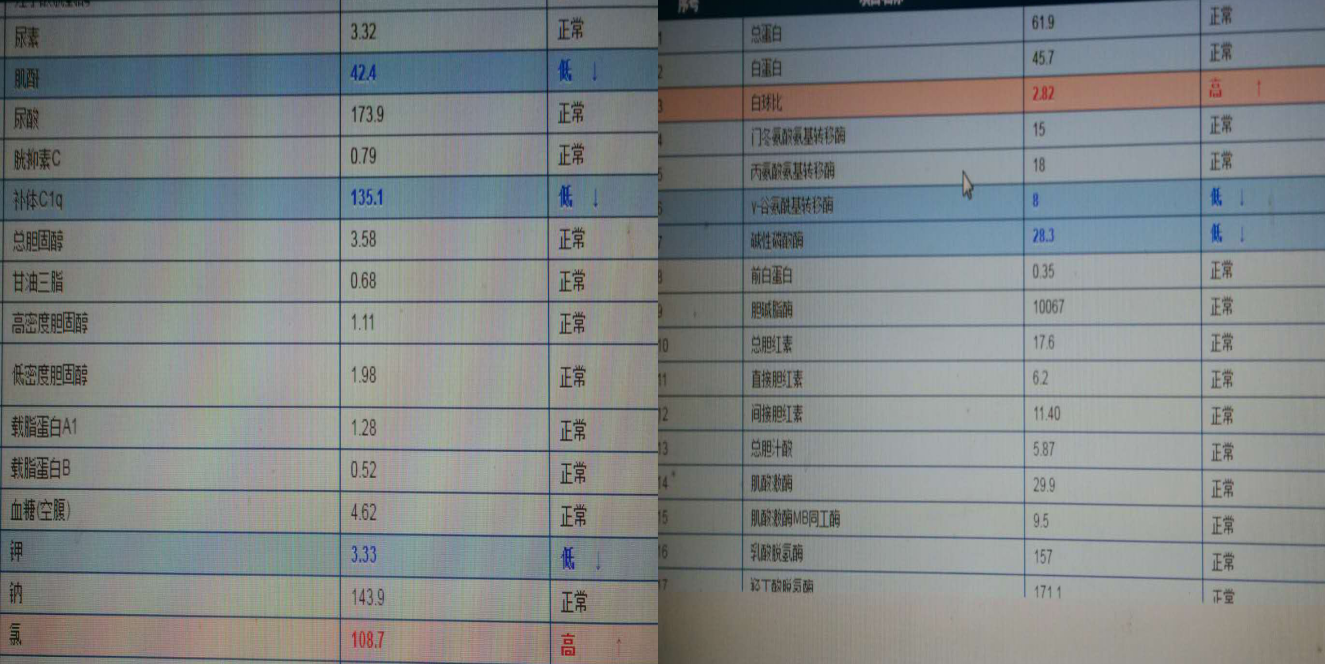 尿素 3.32 正常
肌酐 42.4 低 ↓
尿酸 173.9 正常
胱抑素C 0.79 正常
补体C1q 135.1 低 ↓
总胆固醇 3.58 正常
甘油三脂 0.68 正常
高密度胆固醇 1.11 正常
低密度胆固醇 1.98 正常
载脂蛋白A1 1.28 正常
载脂蛋白B 0.52 正常
血糖(空腹) 4.62 正常
钾 3.33 低 ↓
钠 143.9 正常
氯 108.7 高 ↑
序号
1 总蛋白 61.9 正常
2 白蛋白 45.7 正常
3 白球比 2.82 高 ↑
4 门冬氨酸氨基转移酶 15 正常
5 丙氨酸氨基转移酶 18 正常
6 γ-谷氨酰基转移酶 8 低 ↓
7 碱性磷酸酶 28.3 低 ↓
8 前白蛋白 0.35 正常
9 胆碱脂酶 10067 正常
10 总胆红素 17.6 正常
11 直接胆红素 6.2 正常
12 间接胆红素 11.40 正常
13 总胆汁酸 5.87 正常
14 肌酸激酶 29.9 正常
15 肌酸激酶MB同工酶 9.5 正常
16 乳酸脱氢酶 157 正常
17 羟丁酸脱氢酶 171.1 正常